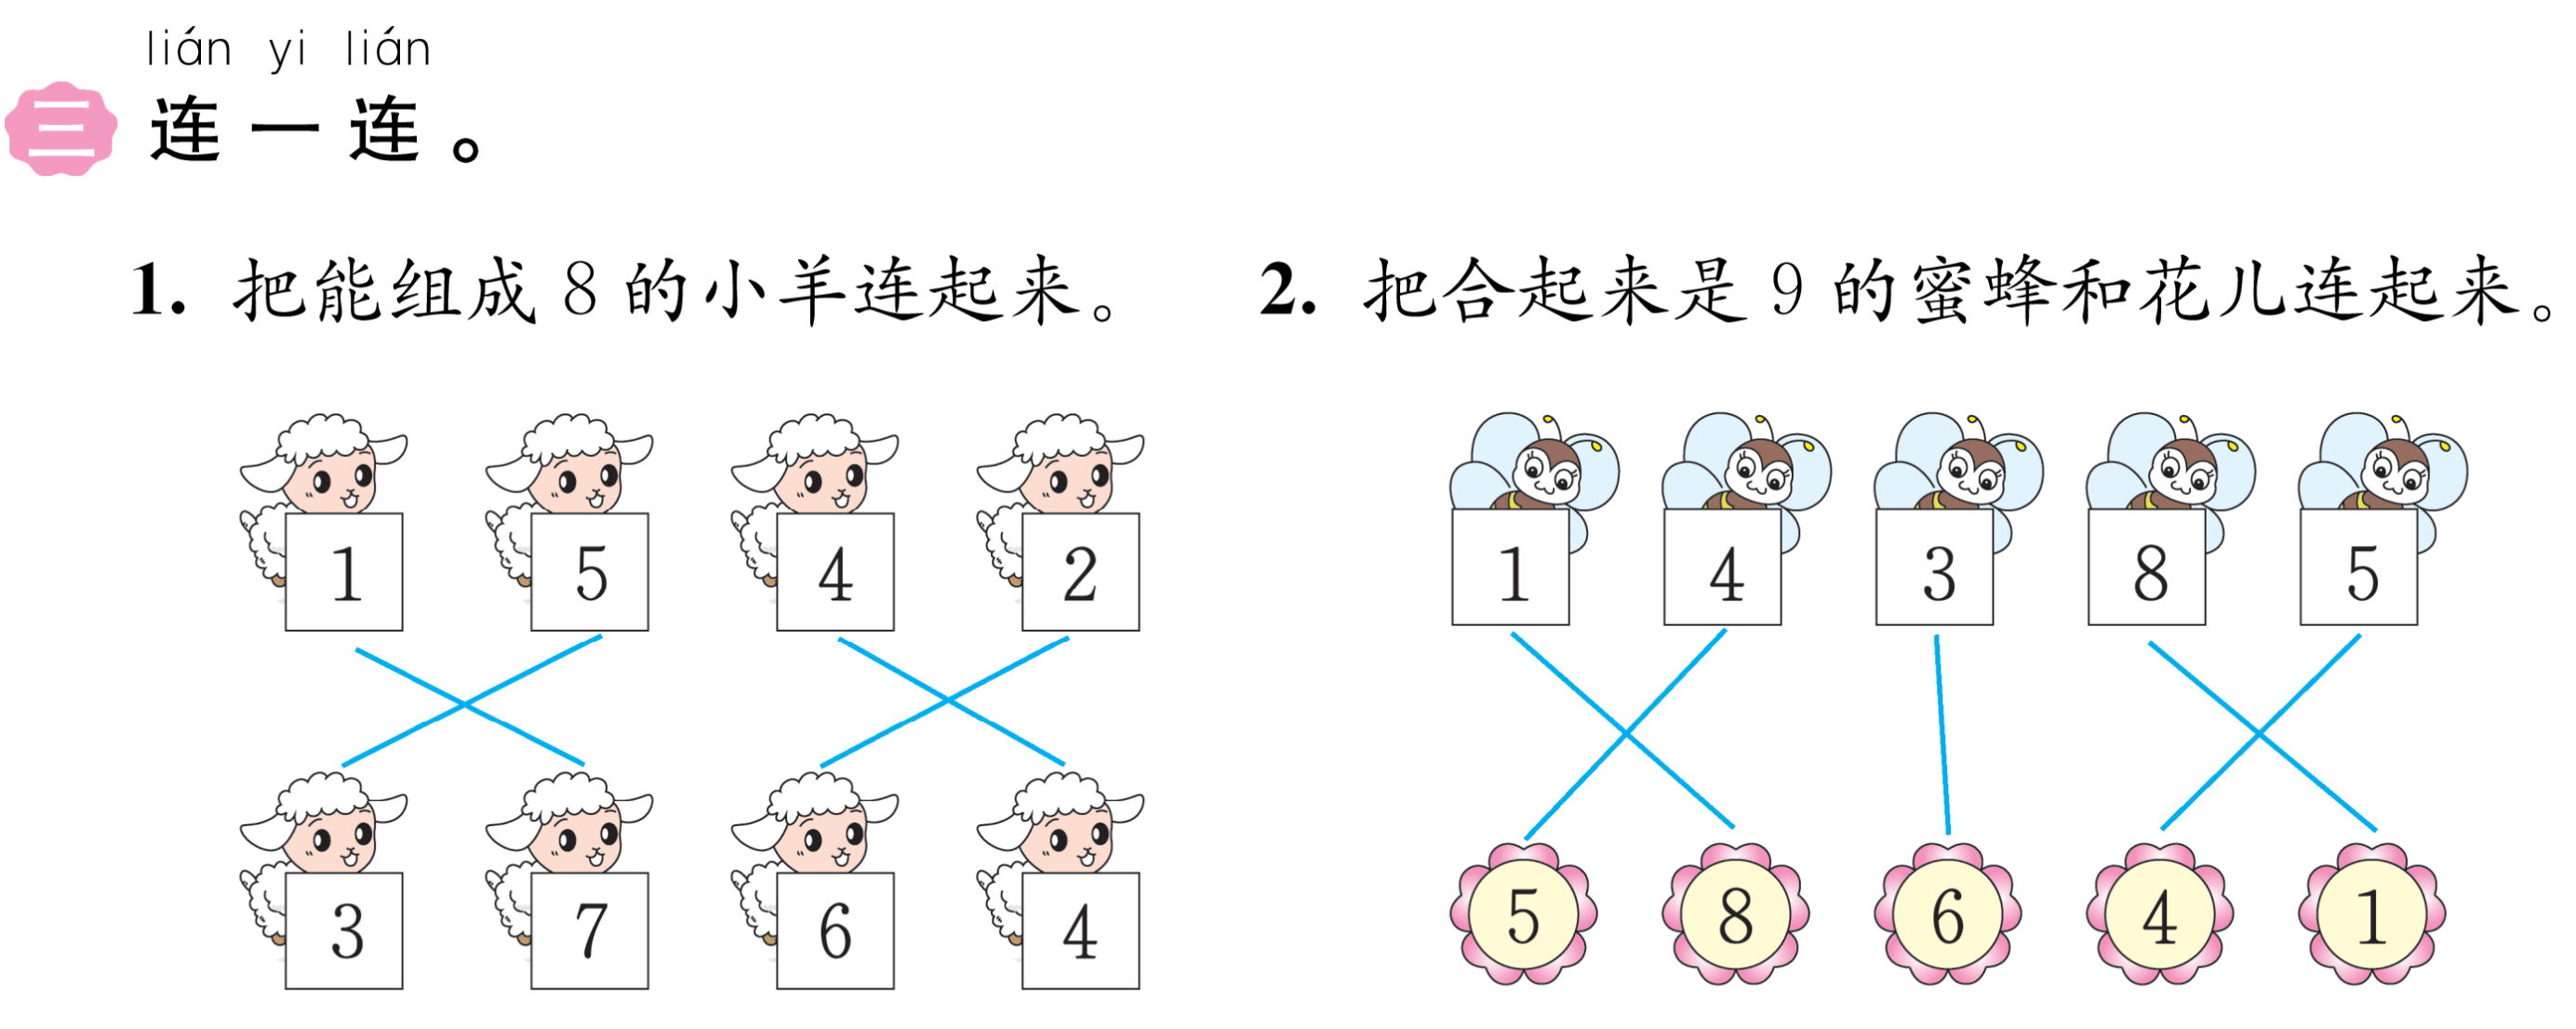 lián yi lián
三 连一连。
1. 把能组成 8 的小羊连起来。
1 5 4 2
3 7 6 4
2. 把合起来是 9 的蜜蜂和花儿连起来。
1 4 3 8 5
5 8 6 4 1